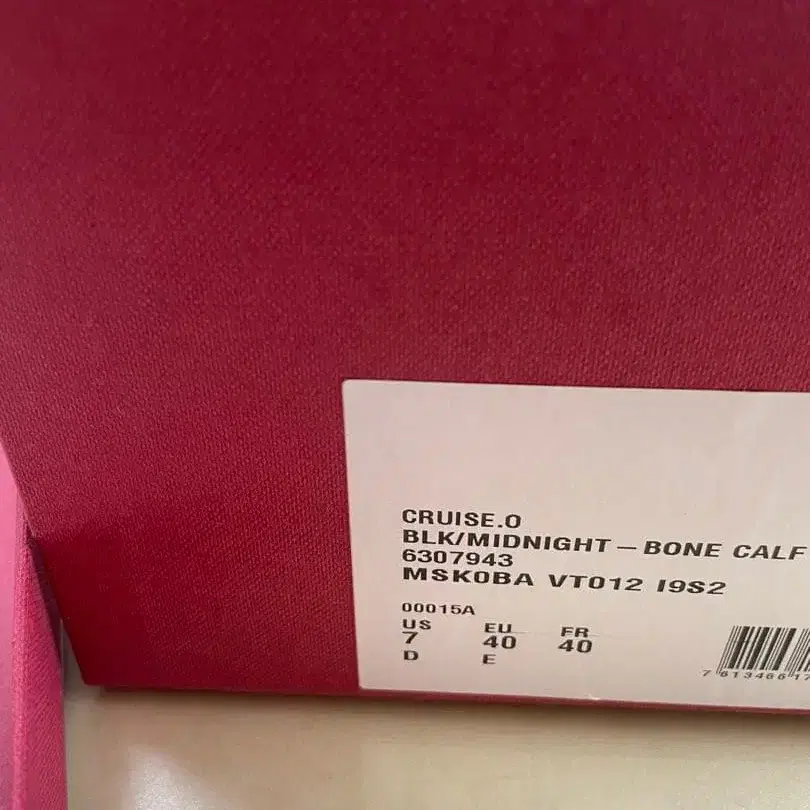 CRUISE.O
BLK/MIDNIGHT-BONE CALF
6307943
MSK0BA VT012 I9S2
00015A
US EU FR
7 40 40
D E